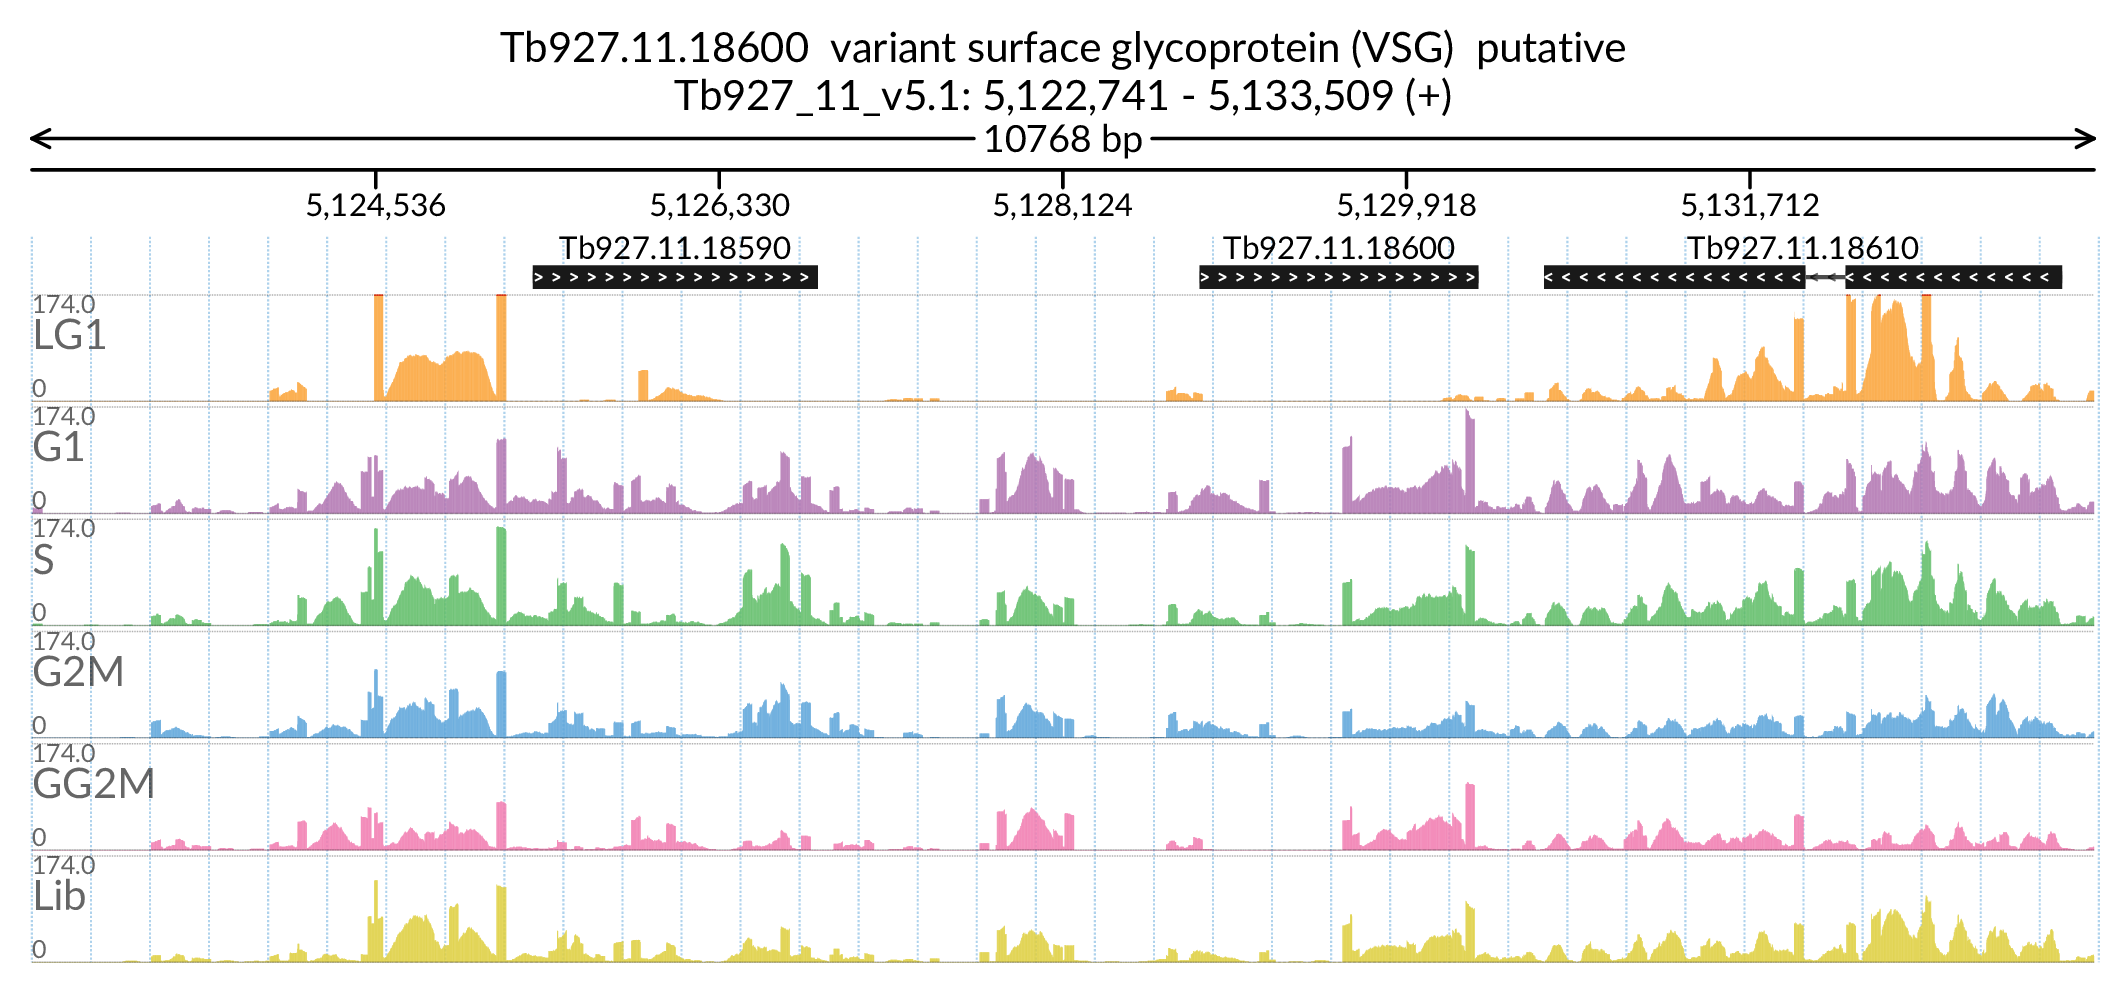 Tb927.11.18600 variant surface glycoprotein (VSG) putative
Tb927_11_v5.1: 5,122,741 - 5,133,509 (+)
10768 bp
5,124,536 5,126,330 5,128,124 5,129,918 5,131,712
Tb927.11.18590 Tb927.11.18600 Tb927.11.18610
174.0
LG1
0
174.0
G1
0
174.0
S
0
174.0
G2M
0
174.0
GG2M
0
174.0
Lib
0